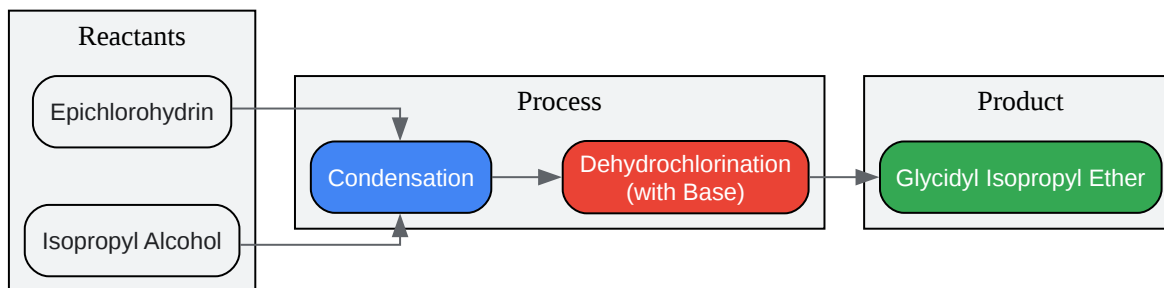 Reactants
Epichlorohydrin
Isopropyl Alcohol
Process
Condensation
Dehydrochlorination
(with Base)
Product
Glycidyl Isopropyl Ether